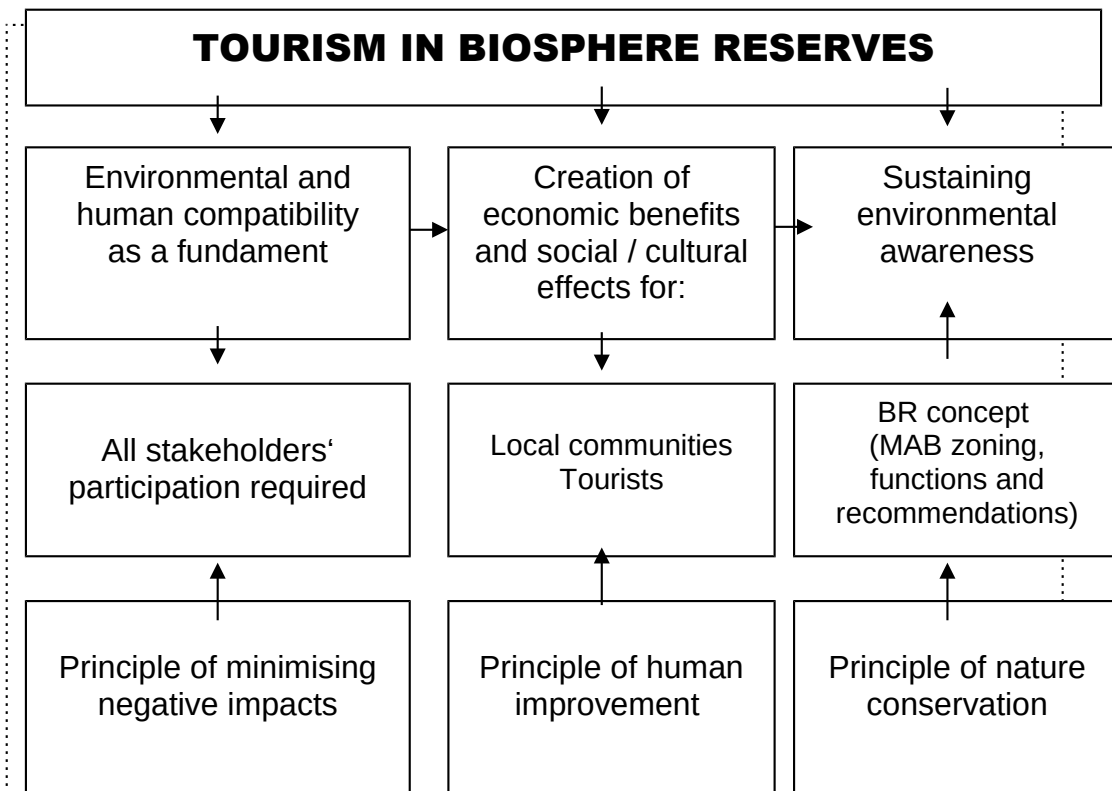 TOURISM IN BIOSPHERE RESERVES
Environmental and
human compatibility
as a fundament
Creation of
economic benefits
and social / cultural
effects for:
Sustaining
environmental
awareness
All stakeholders‘
participation required
Local communities
Tourists
BR concept
(MAB zoning,
functions and
recommendations)
Principle of minimising
negative impacts
Principle of human
improvement
Principle of nature
conservation